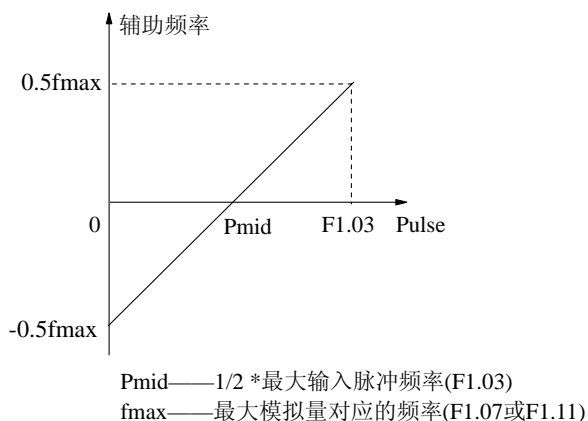 辅助频率
0.5fmax
0
Pmid
F1.03
Pulse
-0.5fmax
Pmid——1/2 *最大输入脉冲频率(F1.03)
fmax——最大模拟量对应的频率(F1.07或F1.11)